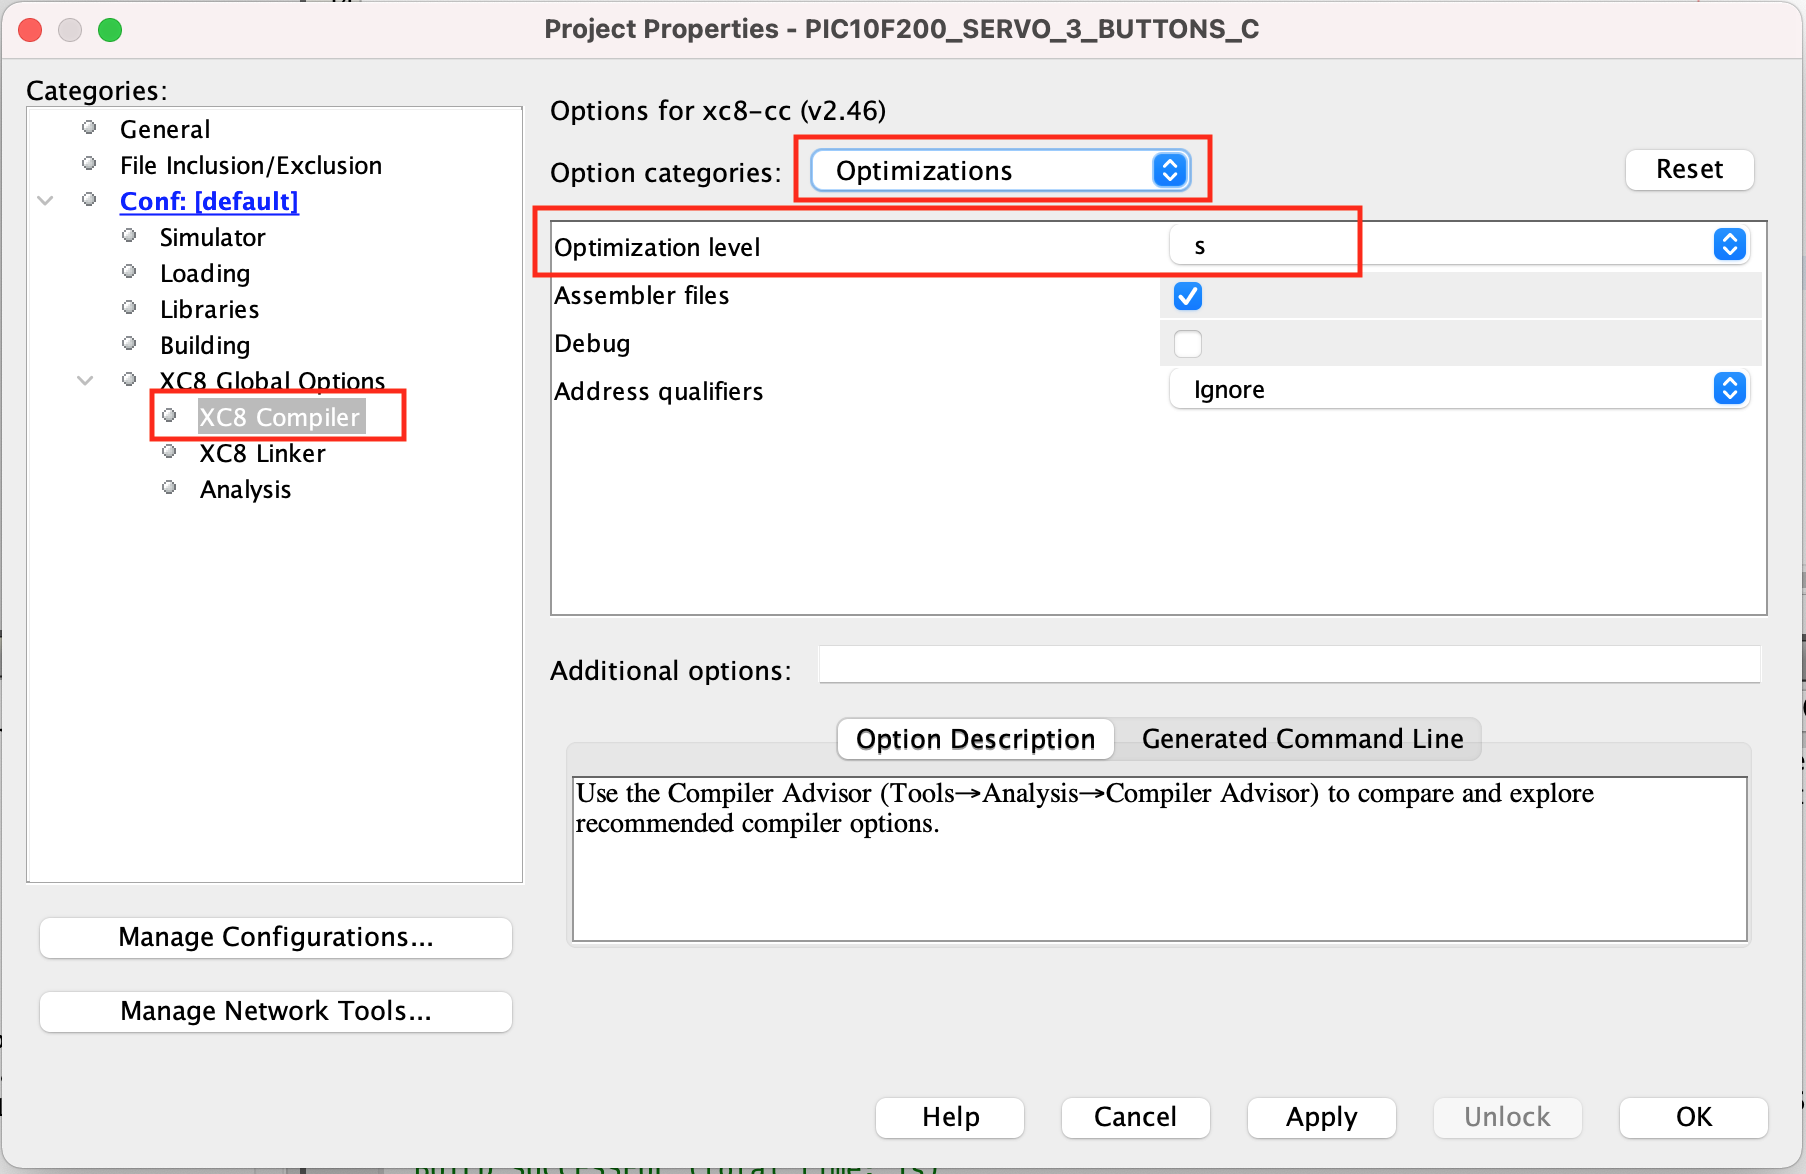 Project Properties - PIC10F200_SERVO_3_BUTTONS_C
Categories:
General
File Inclusion/Exclusion
Conf: [default]
Simulator
Loading
Libraries
Building
XC8 Global Options
XC8 Compiler
XC8 Linker
Analysis
Manage Configurations...
Manage Network Tools...
Options for xc8-cc (v2.46)
Option categories: Optimizations Reset
Optimization level s
Assembler files
Debug
Address qualifiers Ignore
Additional options:
Option Description Generated Command Line
Use the Compiler Advisor (Tools→Analysis→Compiler Advisor) to compare and explore
recommended compiler options.
Help Cancel Apply Unlock OK